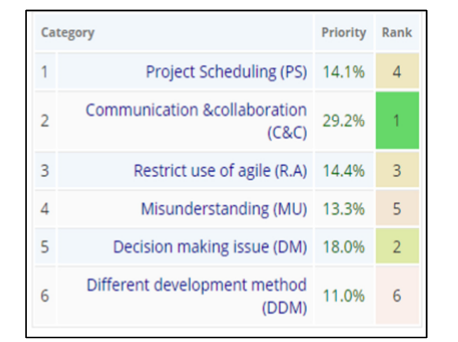 Category Priority Rank
1 Project Scheduling (PS) 14.1% 4
2 Communication &collaboration (C&C) 29.2% 1
3 Restrict use of agile (R.A) 14.4% 3
4 Misunderstanding (MU) 13.3% 5
5 Decision making issue (DM) 18.0% 2
6 Different development method (DDM) 11.0% 6